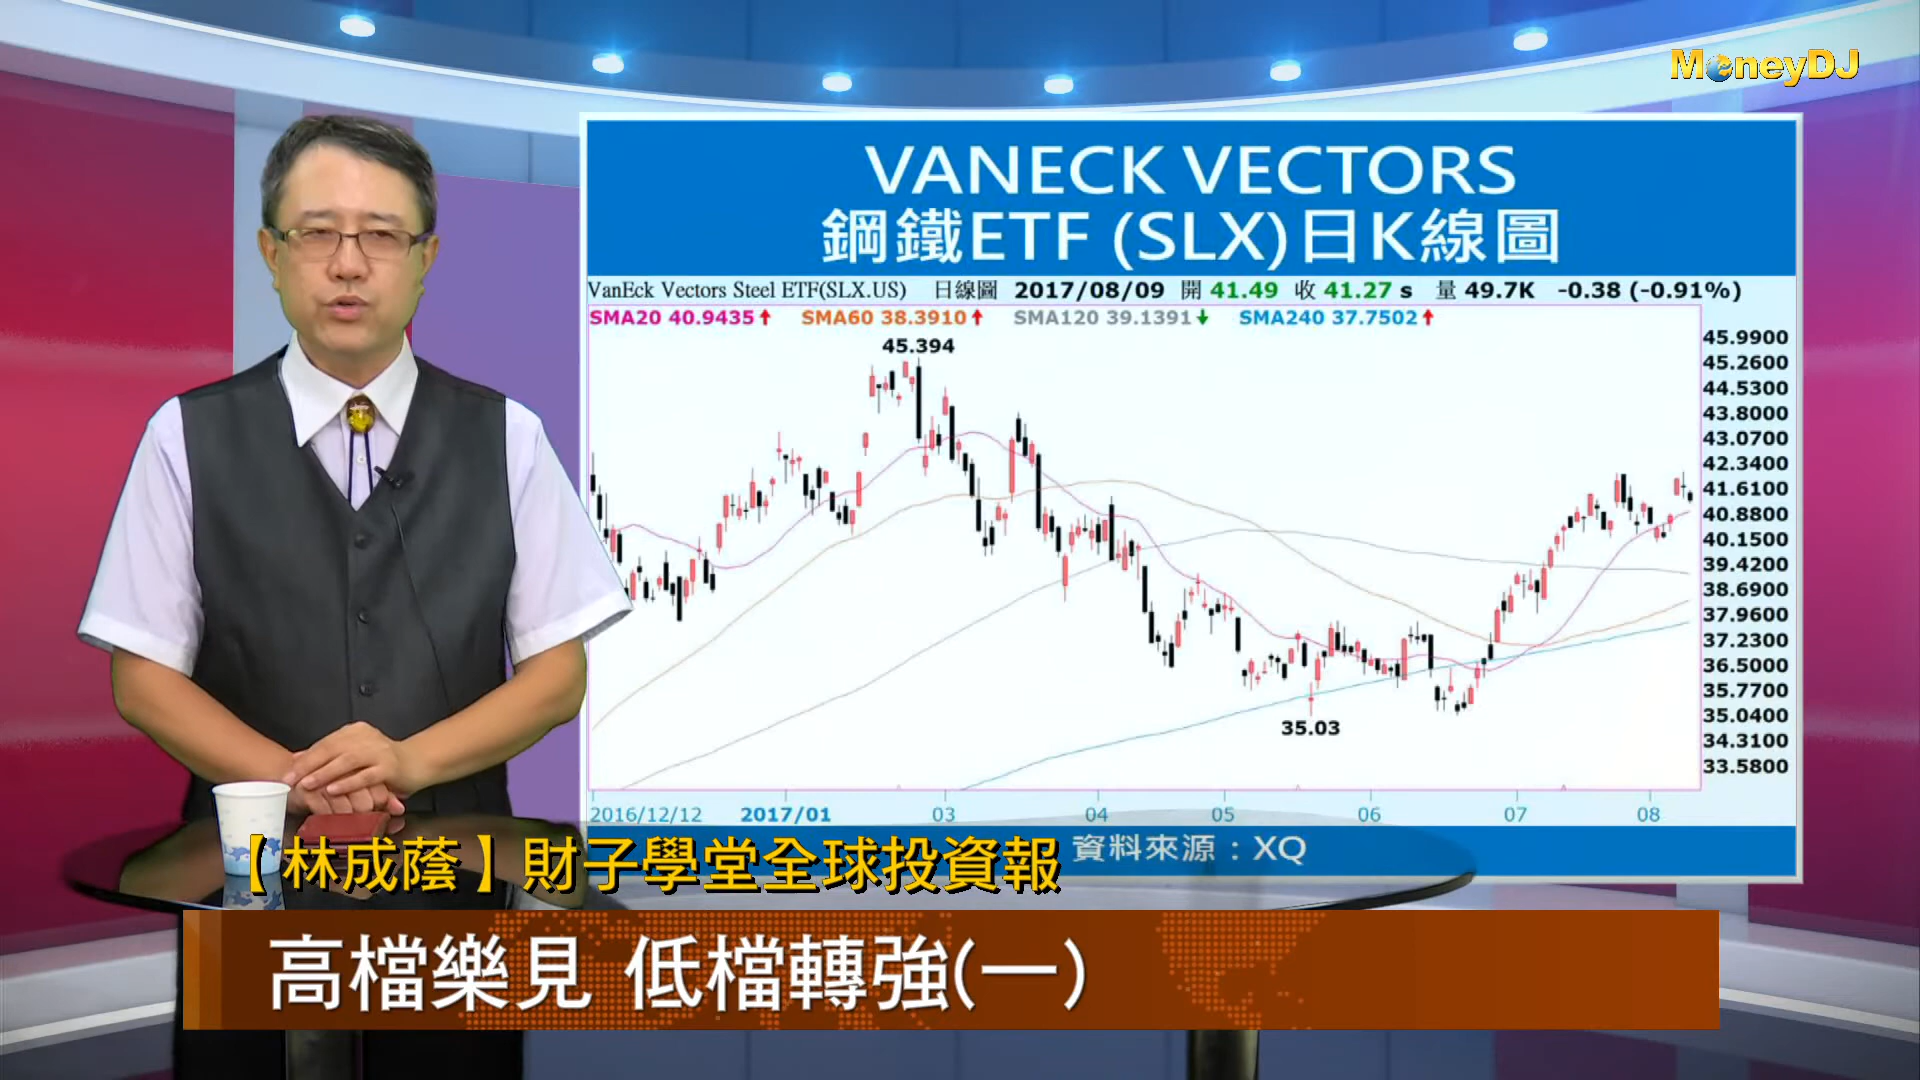 MoneyDJ
VANECK VECTORS
鋼鐵ETF (SLX)日K線圖
VanEck Vectors Steel ETF(SLX.US) 日線圖 2017/08/09 開 41.49 收 41.27 s 量 49.7K -0.38 (-0.91%)
SMA20 40.9435↑ SMA60 38.3910↑ SMA120 39.1391↓ SMA240 37.7502↑
45.394
35.03
45.9900
45.2600
44.5300
43.8000
43.0700
42.3400
41.6100
40.8800
40.1500
39.4200
38.6900
37.9600
37.2300
36.5000
35.7700
35.0400
34.3100
33.5800
2016/12/12 2017/01 03 04 05 06 07 08
資料來源：XQ
【林成蔭】財子學堂全球投資報
高檔樂見 低檔轉強(一)